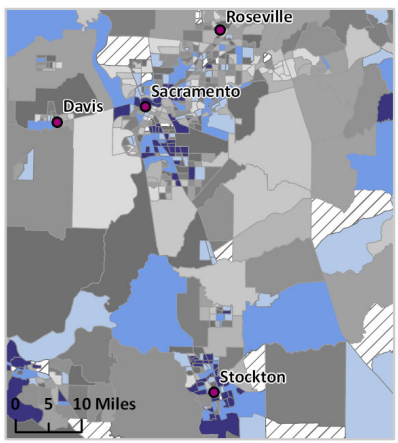 Roseville
Sacramento
Davis
Stockton
0 5 10 Miles